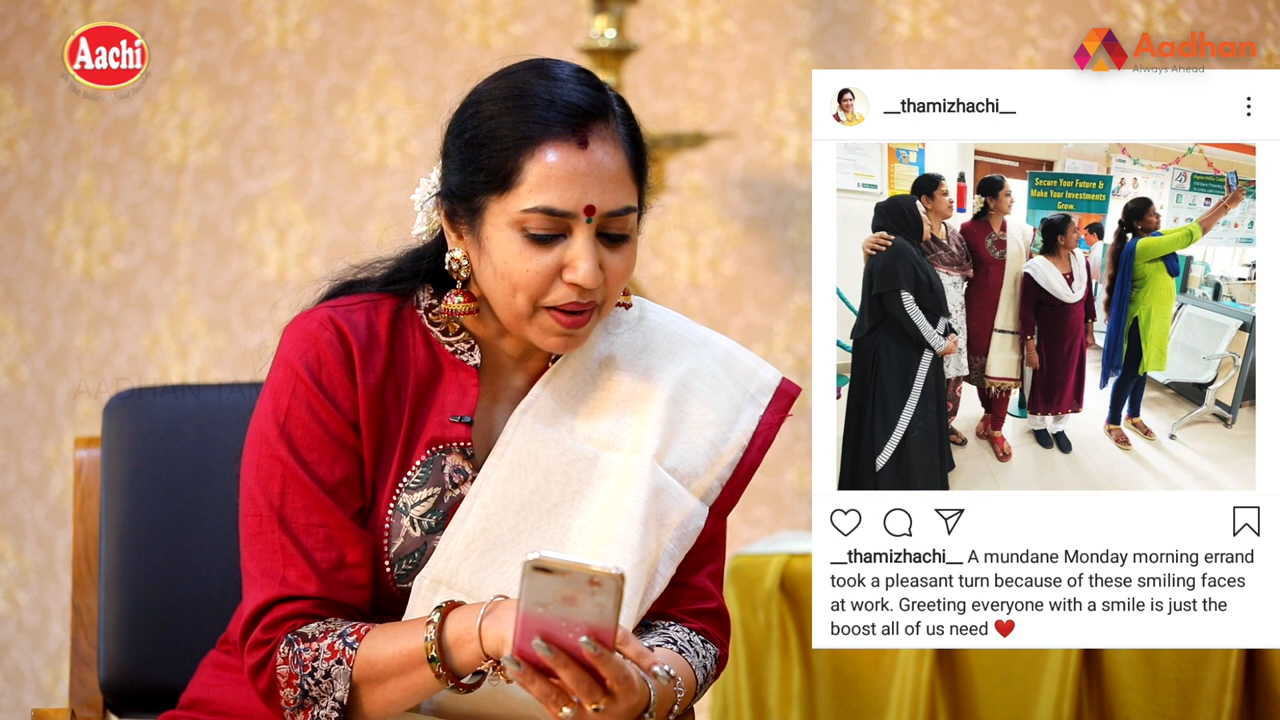 Aachi
Aadhan
Always Ahead
__thamizhachi__
Secure Your Future &
Make Your Investments
Grow.
__thamizhachi__ A mundane Monday morning errand
took a pleasant turn because of these smiling faces
at work. Greeting everyone with a smile is just the
boost all of us need ❤️